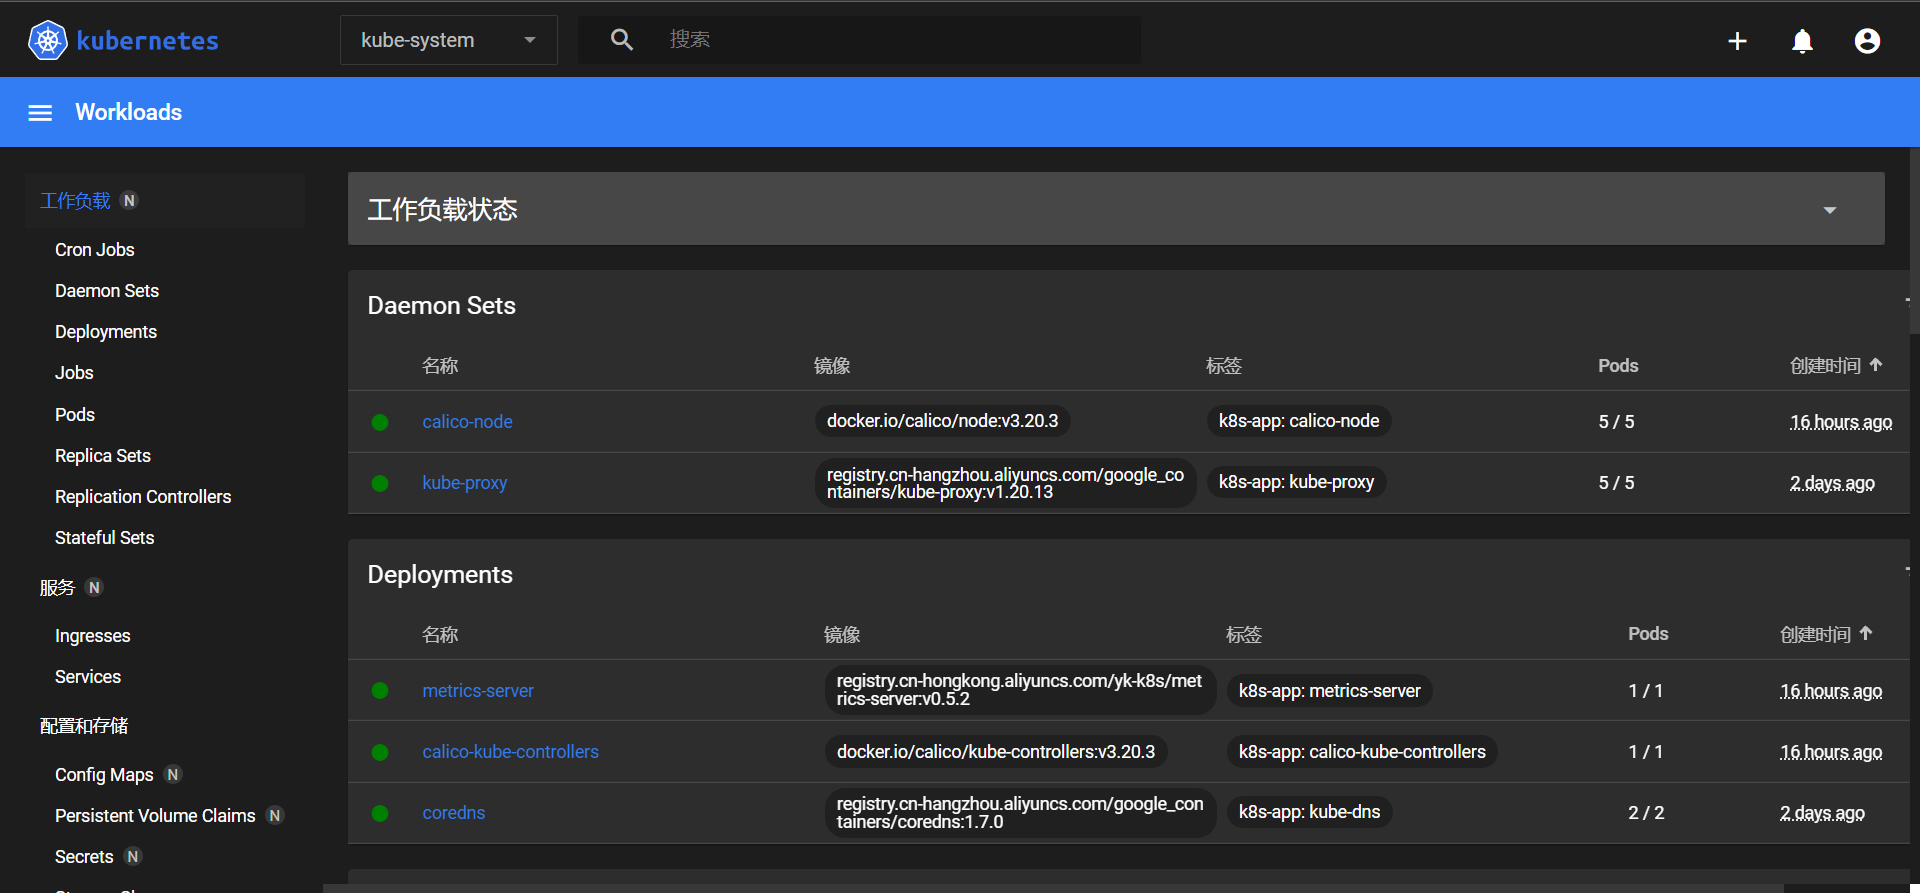 kubernetes
kube-system
搜索
Workloads
工作负载 N
Cron Jobs
Daemon Sets
Deployments
Jobs
Pods
Replica Sets
Replication Controllers
Stateful Sets
服务 N
Ingresses
Services
配置和存储
Config Maps N
Persistent Volume Claims N
Secrets N
工作负载状态
Daemon Sets
名称 镜像 标签 Pods 创建时间
calico-node docker.io/calico/node:v3.20.3 k8s-app: calico-node 5 / 5 16 hours ago
kube-proxy registry.cn-hangzhou.aliyuncs.com/google_co
ntainers/kube-proxy:v1.20.13 k8s-app: kube-proxy 5 / 5 2 days ago
Deployments
名称 镜像 标签 Pods 创建时间
metrics-server registry.cn-hongkong.aliyuncs.com/yk-k8s/met
rics-server:v0.5.2 k8s-app: metrics-server 1 / 1 16 hours ago
calico-kube-controllers docker.io/calico/kube-controllers:v3.20.3 k8s-app: calico-kube-controllers 1 / 1 16 hours ago
coredns registry.cn-hangzhou.aliyuncs.com/google_con
tainers/coredns:1.7.0 k8s-app: kube-dns 2 / 2 2 days ago